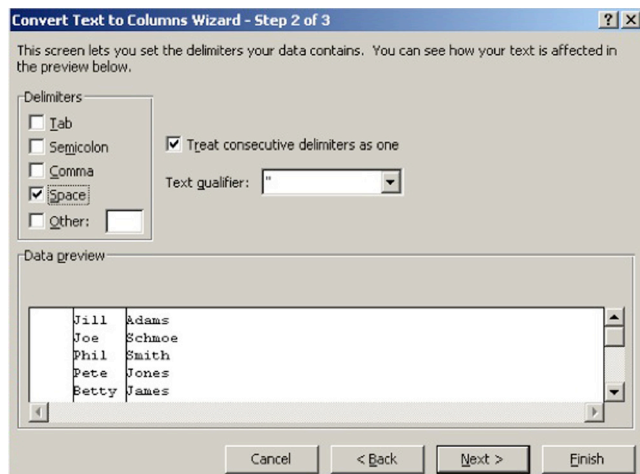 Convert Text to Columns Wizard - Step 2 of 3
This screen lets you set the delimiters your data contains. You can see how your text is affected in
the preview below.
Delimiters
Tab
Semicolon
Comma
Space
Other:
Treat consecutive delimiters as one
Text qualifier: "
Data preview
Jill Adams
Joe Schmoe
Phil Smith
Pete Jones
Betty James
Cancel < Back Next > Finish